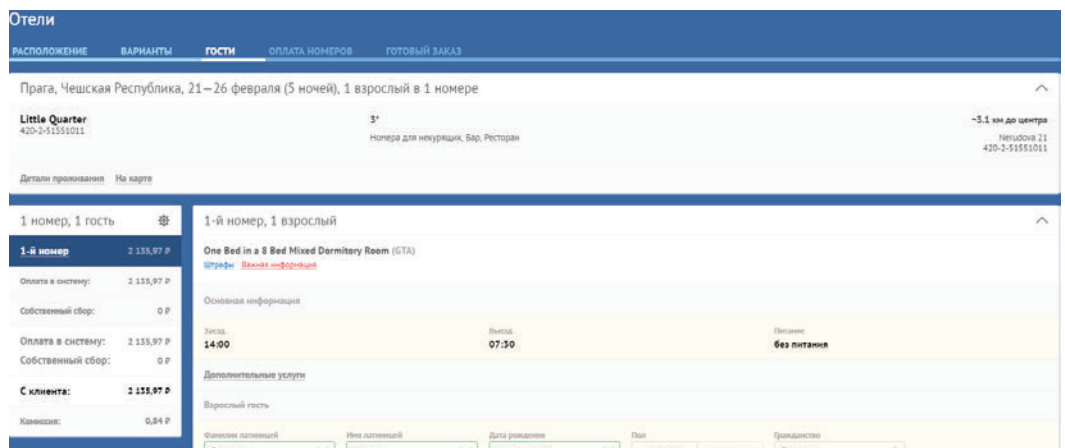 Отели
РАСПОЛОЖЕНИЕ ВАРИАНТЫ ГОСТИ ОПЛАТА НОМЕРОВ ГОТОВЫЙ ЗАКАЗ
Прага, Чешская Республика, 21—26 февраля (5 ночей), 1 взрослый в 1 номере
Little Quarter 3* ~3.1 км до центра
420-2-51551011 Номера для некурящих, Бар, Ресторан Nerudova 21
420-2-51551011
Детали проживания На карте
1 номер, 1 гость 1-й номер, 1 взрослый
1-й номер 2 135,97 ₽ One Bed in a 8 Bed Mixed Dormitory Room (GTA)
Штрафы Важная информация
Оплата в систему: 2 135,97 ₽
Основная информация
Собственный сбор: 0 ₽
Заезд Выезд Питание
Оплата в систему: 2 135,97 ₽ 14:00 07:30 без питания
Собственный сбор: 0 ₽
Дополнительные услуги
С клиента: 2 135,97 ₽
Взрослый гость
Комиссия: 0,84 ₽
Фамилия латиницей Имя латиницей Дата рождения Пол Гражданство